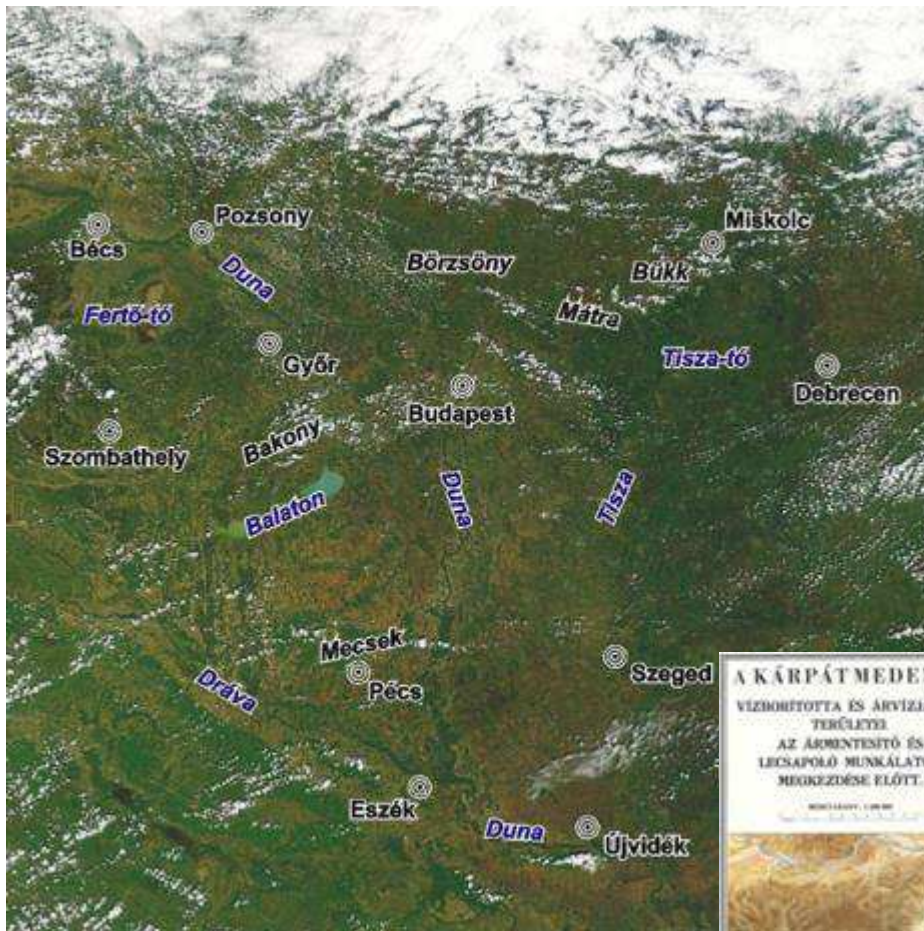 Pozsony
Bécs
Miskolc
Börzsöny
Bükk
Duna
Mátra
Fertő-tó
Tisza-tó
Győr
Debrecen
Budapest
Bakony
Szombathely
Balaton
Duna
Tisza
Mecsek
Szeged
Pécs
Dráva
Eszék
Duna
Újvidék
A KÁRPÁTMEDE
VÍZBORÍTOTTA ÉS ÁRVÍZJ
TERÜLETEI
AZ ÁRMENTESÍTŐ ÉS
LECSAPOLÓ MUNKÁLATO
MEGKEZDÉSE ELŐTT